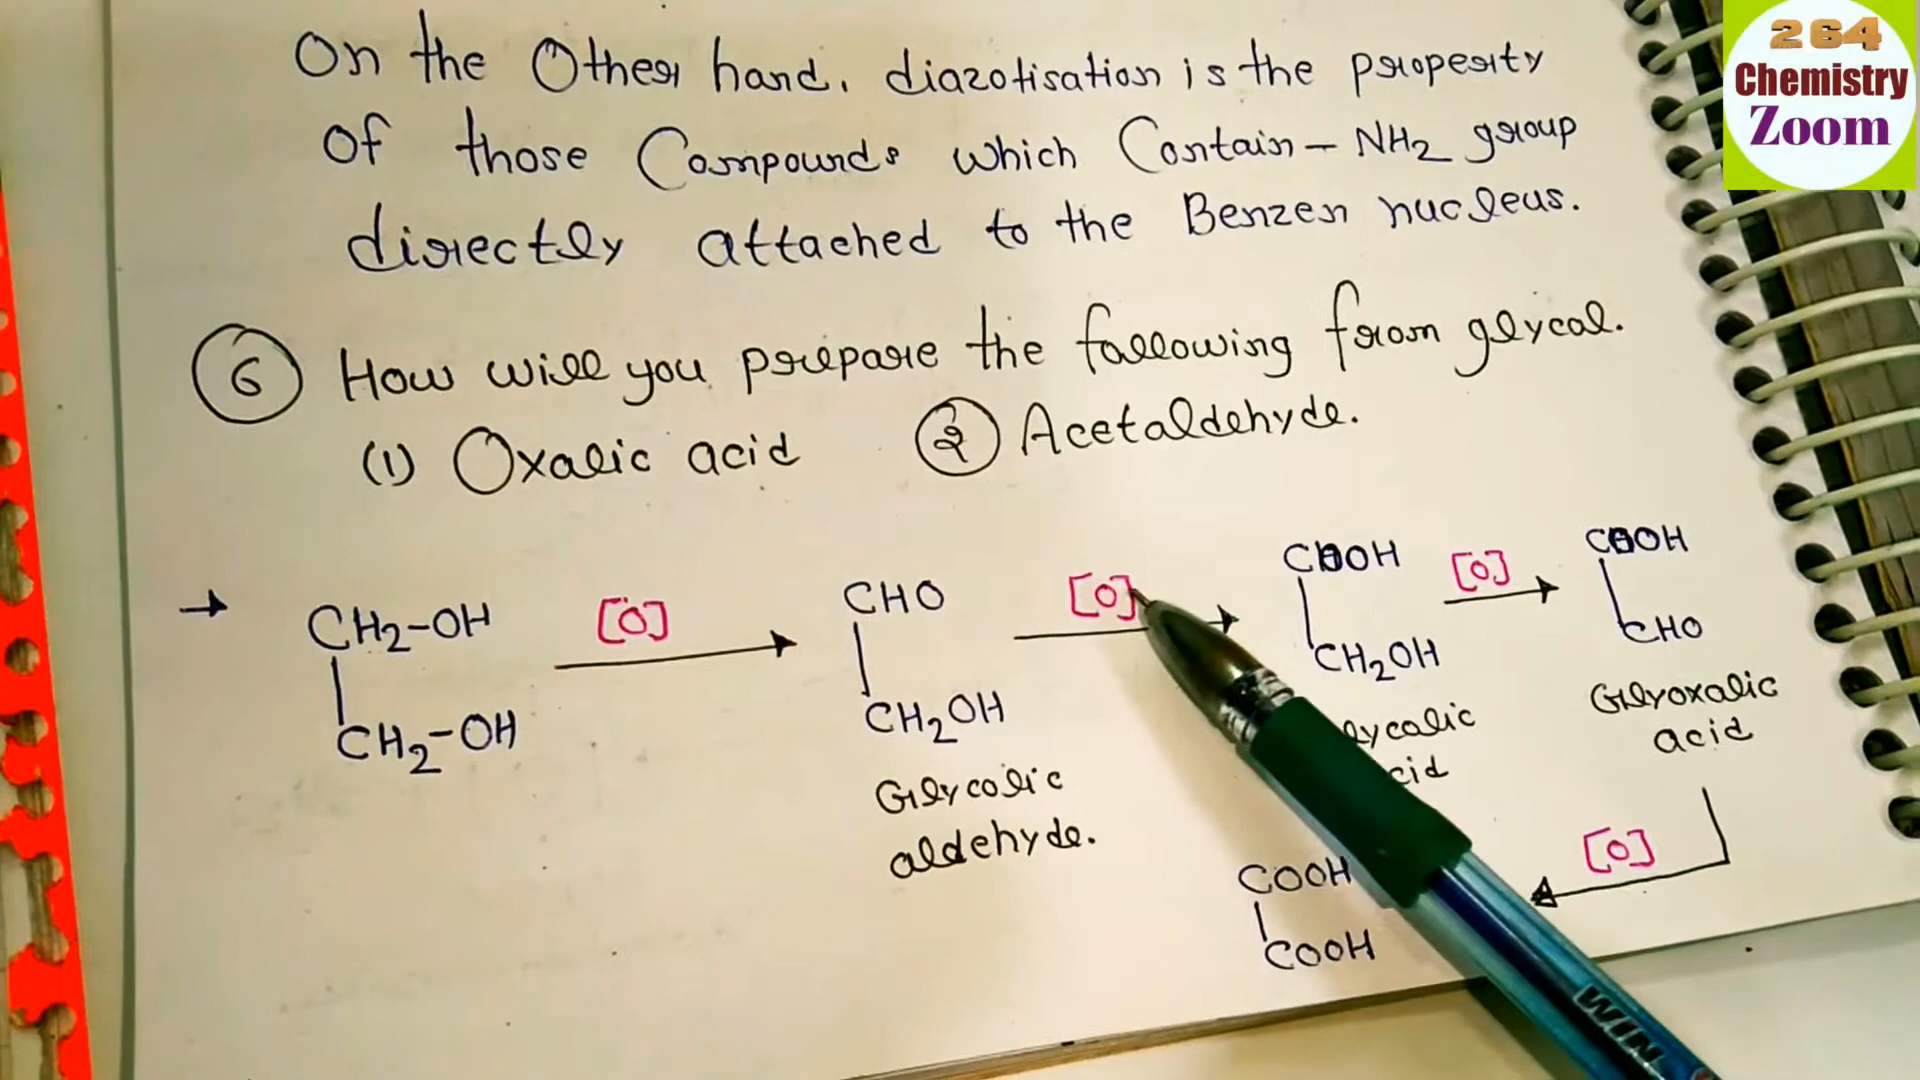 On the Other hand. diazotisation is the property
Of those Compounds which Contain - NH2 group
directly attached to the Benzen nucleus.
6 How will you prepare the following from glycol.
(1) Oxalic acid 2 Acetaldehyde.
→ CH2-OH [O] CHO [O] COOH [O] COOH
CH2-OH CH2OH CH2OH CHO
Glycolic aldehyde.
lycolic cid
Glyoxalic acid
[O]
COOH
COOH
264
Chemistry
Zoom
WIN